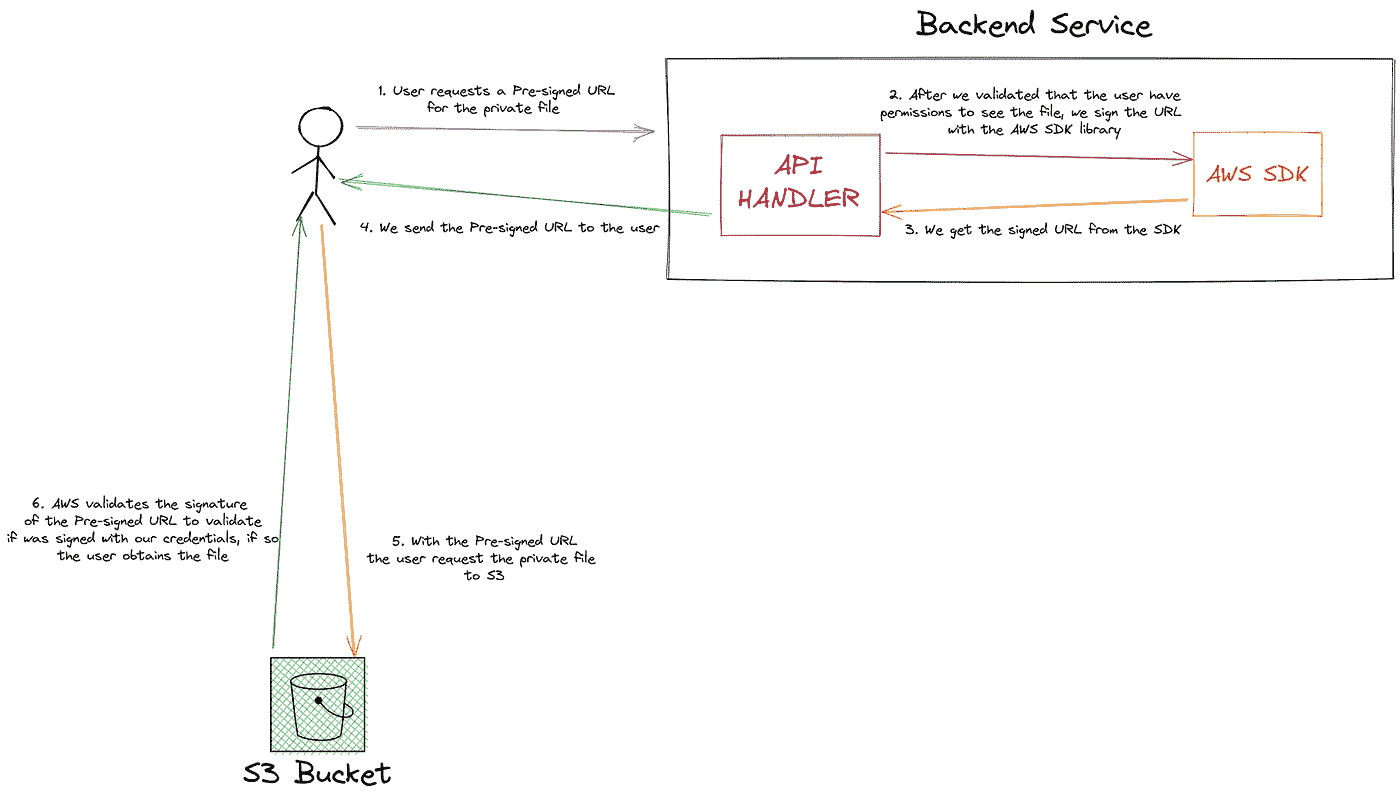 Backend Service
1. User requests a Pre-signed URL
for the private file
2. After we validated that the user have
permissions to see the file, we sign the URL
with the AWS SDK library
API
HANDLER
AWS SDK
4. We send the Pre-signed URL to the user
3. We get the signed URL from the SDK
6. AWS validates the signature
of the Pre-signed URL to validate
if was signed with our credentials, if so
the user obtains the file
5. With the Pre-signed URL
the user request the private file
to S3
S3 Bucket